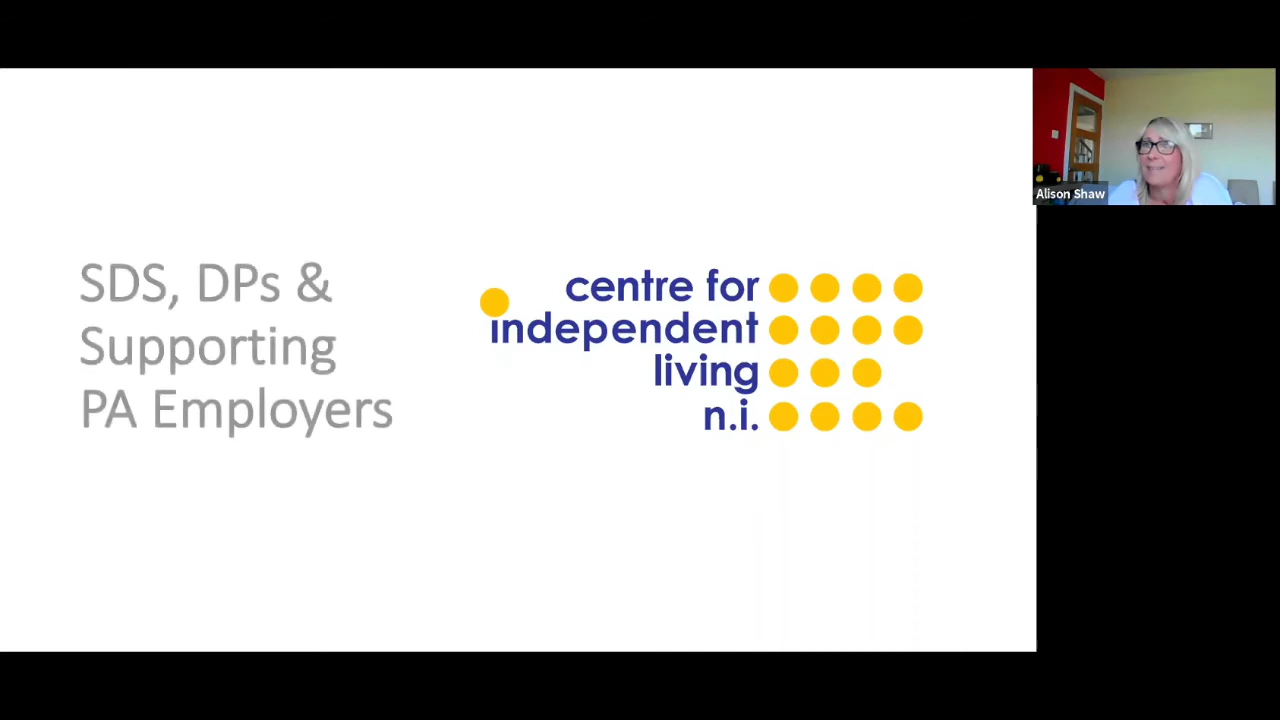 SDS, DPs &
Supporting
PA Employers
centre for
independent
living
n.i.
Alison Shaw